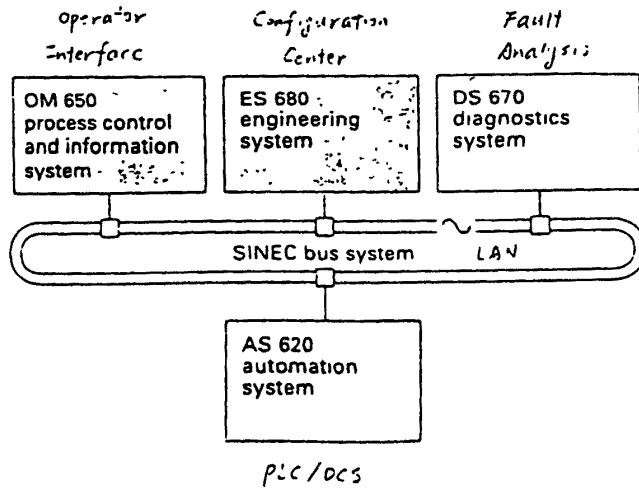 Operator
Interface
Configuration
Center
Fault
Analysis
OM 650
process control
and information
system
ES 680
engineering
system
DS 670
diagnostics
system
SINEC bus system LAN
AS 620
automation
system
PLC/DCS